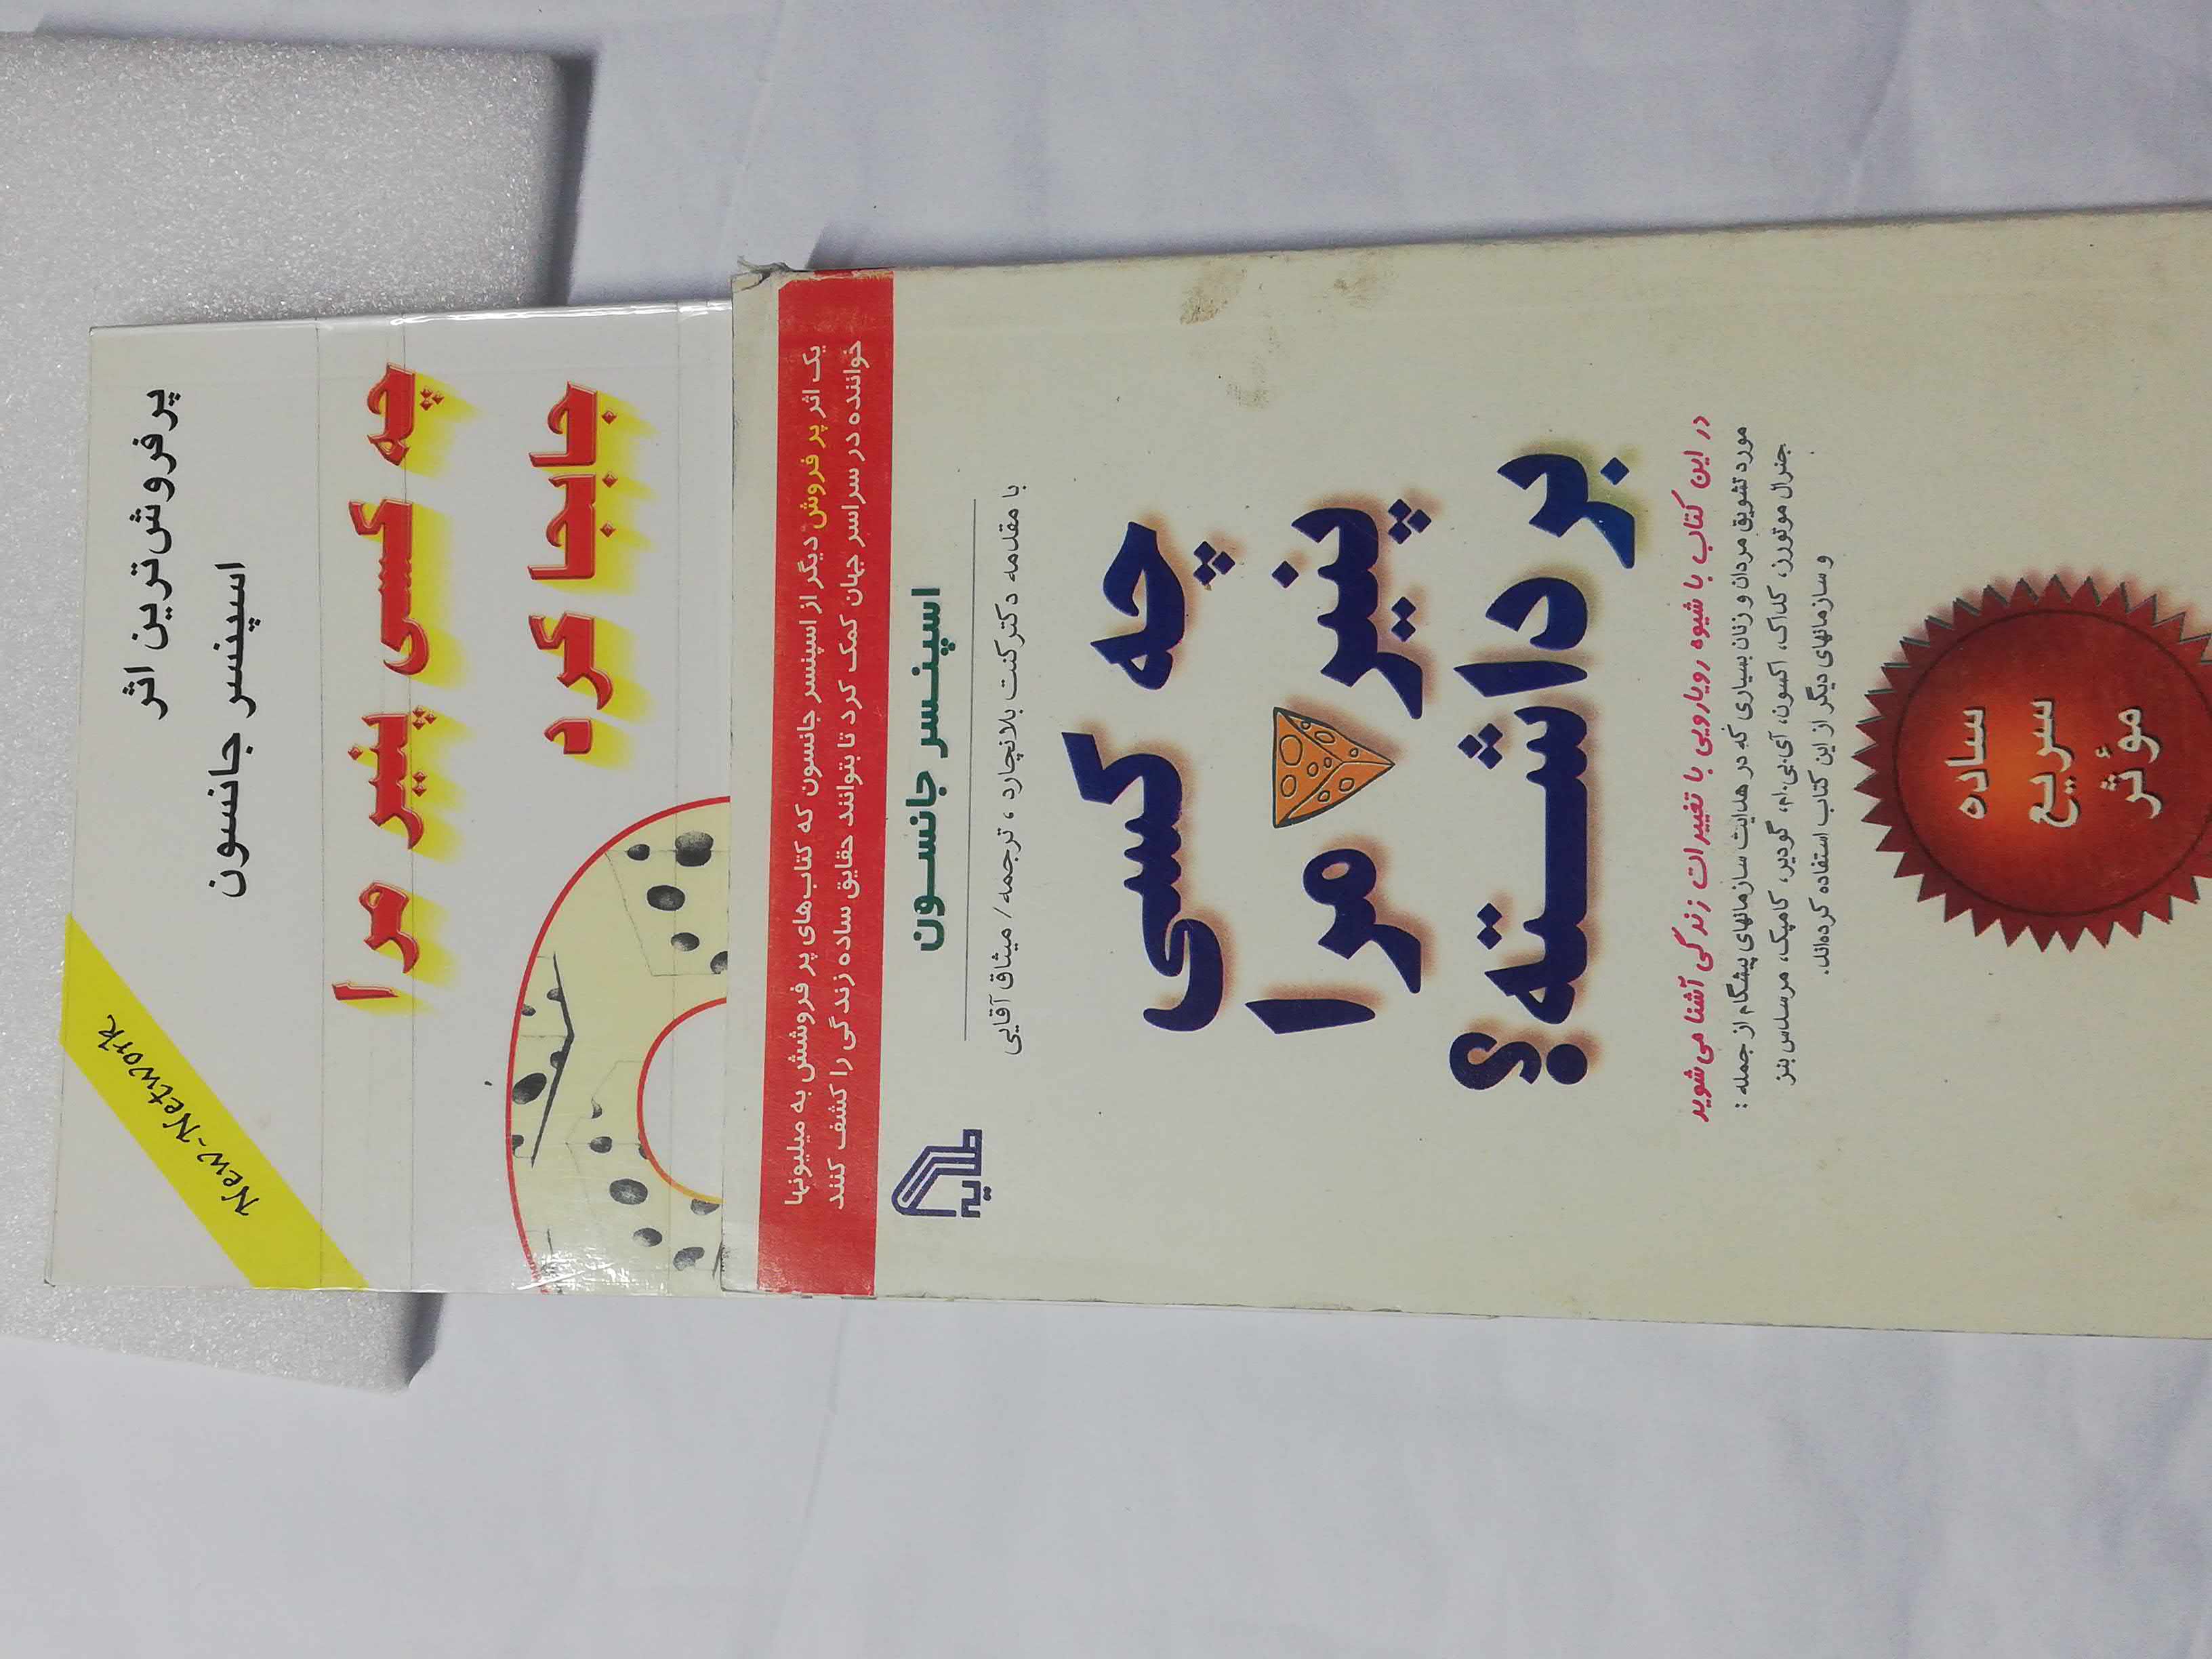 پرفروش‌ترین اثر
اسپنسر جانسون
New-Network
چه کسی پنیر مرا
جابجا کرد
یک اثر پر فروش دیگر از اسپنسر جانسون که کتاب‌های پر فروشش به میلیونها
خواننده در سراسر جهان کمک کرد تا بتوانند حقایق ساده زندگی را کشف کنند
اسپنسر جانسون
با مقدمه دکتر کنت بلانچارد ، ترجمه / میثاق آقایی
چه کسی
پنیر مرا
برداشته؟
در این کتاب با شیوه رویارویی با تغییرات زندگی آشنا می‌شوید
مورد تشویق مردان و زنان بسیاری که در هدایت سازمانهای پیشگام از جمله :
جنرال موتورز، کداک، اکسون، آی.بی.ام، گودیر، کامپک، مرسدس بنز
و سازمانهای دیگر از این کتاب استفاده کرده‌اند.
ساده
سریع
مؤثر